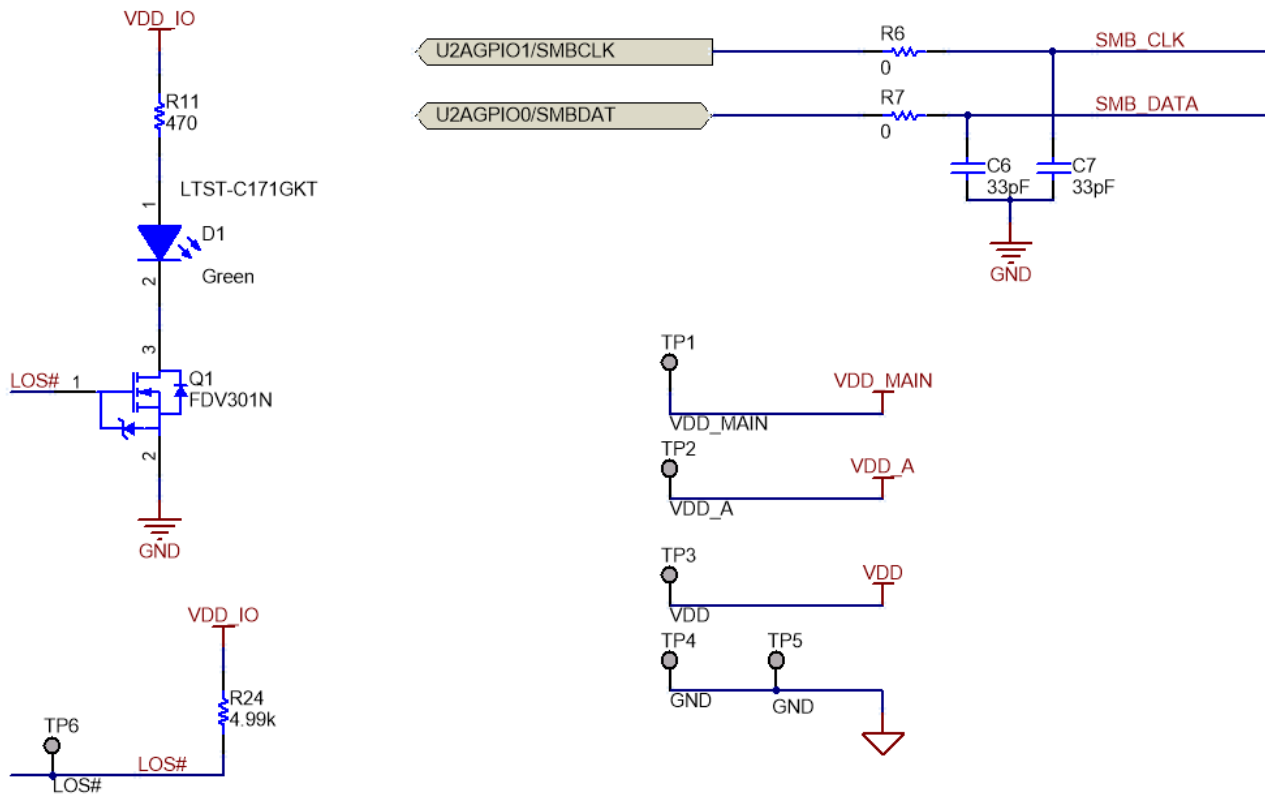 VDD_IO
R11
470
LTST-C171GKT
1
D1
2
Green
3
LOS#
1
Q1
FDV301N
2
GND
VDD_IO
R24
4.99k
TP6
LOS#
LOS#
U2AGPIO1/SMBCLK
R6
0
SMB_CLK
U2AGPIO0/SMBDAT
R7
0
SMB_DATA
C6
33pF
C7
33pF
GND
TP1
VDD_MAIN
VDD_MAIN
TP2
VDD_A
VDD_A
TP3
VDD
VDD
TP4
TP5
GND
GND